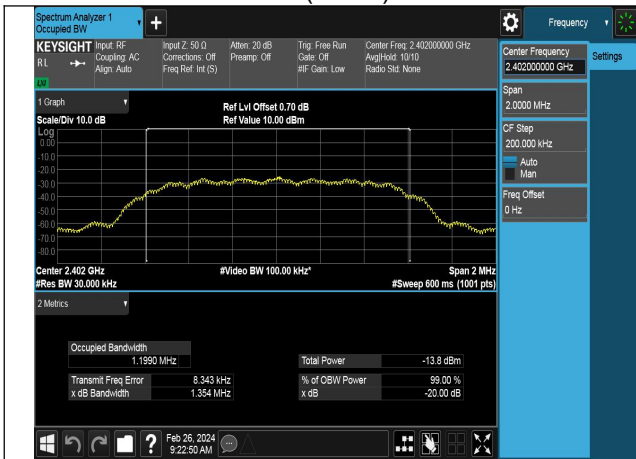 Spectrum Analyzer 1
Occupied BW
Frequency
KEYSIGHT
Input: RF
Input Z: 50 Ω
Atten: 20 dB
Trig: Free Run
Center Freq: 2.402000000 GHz
R L
Coupling: AC
Corrections: Off
Preamp: Off
Gate: Off
Avg|Hold: 10/10
Align: Auto
Freq Ref: Int (S)
#IF Gain: Low
Radio Std: None
Center Frequency
2.402000000 GHz
Settings
Span
2.0000 MHz
CF Step
200.000 kHz
Auto
Man
Freq Offset
0 Hz
1 Graph
Ref Lvl Offset 0.70 dB
Scale/Div 10.0 dB
Ref Value 10.00 dBm
Log
0.00
-10.0
-20.0
-30.0
-40.0
-50.0
-60.0
-70.0
-80.0
Center 2.402 GHz
#Video BW 100.00 kHz*
Span 2 MHz
#Res BW 30.000 kHz
#Sweep 600 ms (1001 pts)
2 Metrics
Occupied Bandwidth
1.1990 MHz
Total Power
-13.8 dBm
Transmit Freq Error
8.343 kHz
% of OBW Power
99.00 %
x dB Bandwidth
1.354 MHz
x dB
-20.00 dB
Feb 26, 2024
9:22:50 AM